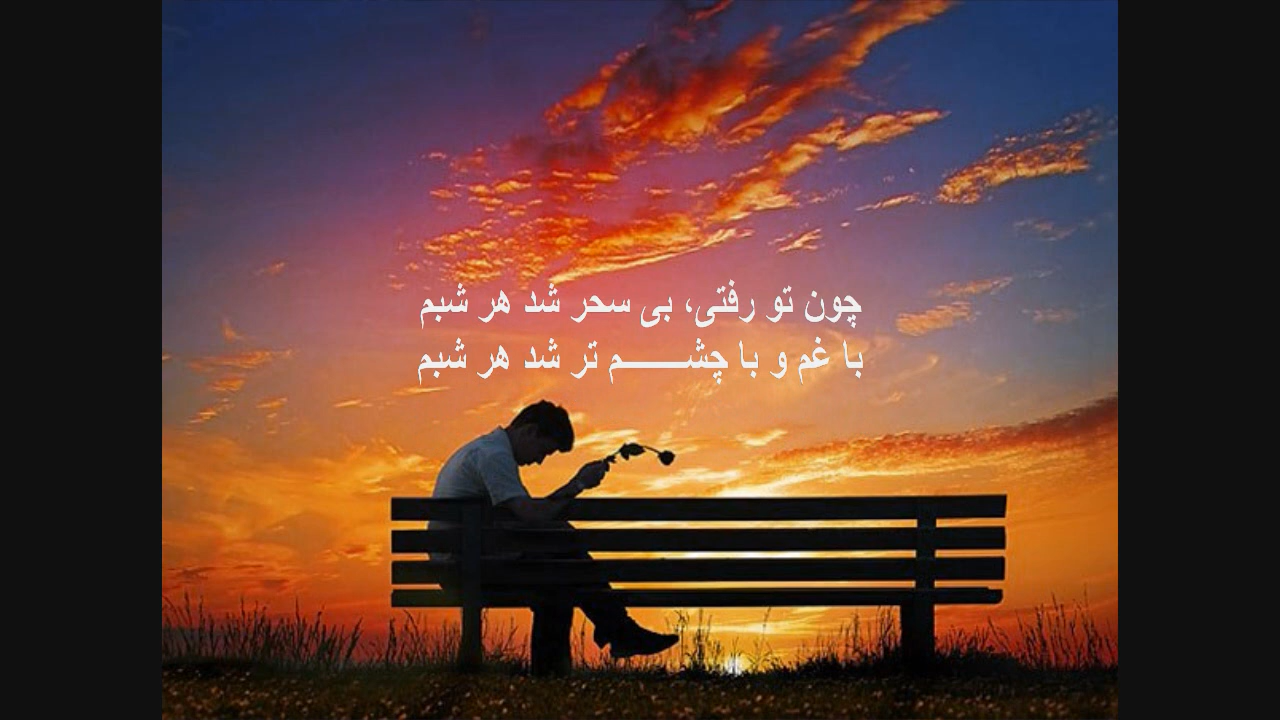 چون تو رفتی، بی سحر شد هر شبم
با غم و با چشـــــم تر شد هر شبم